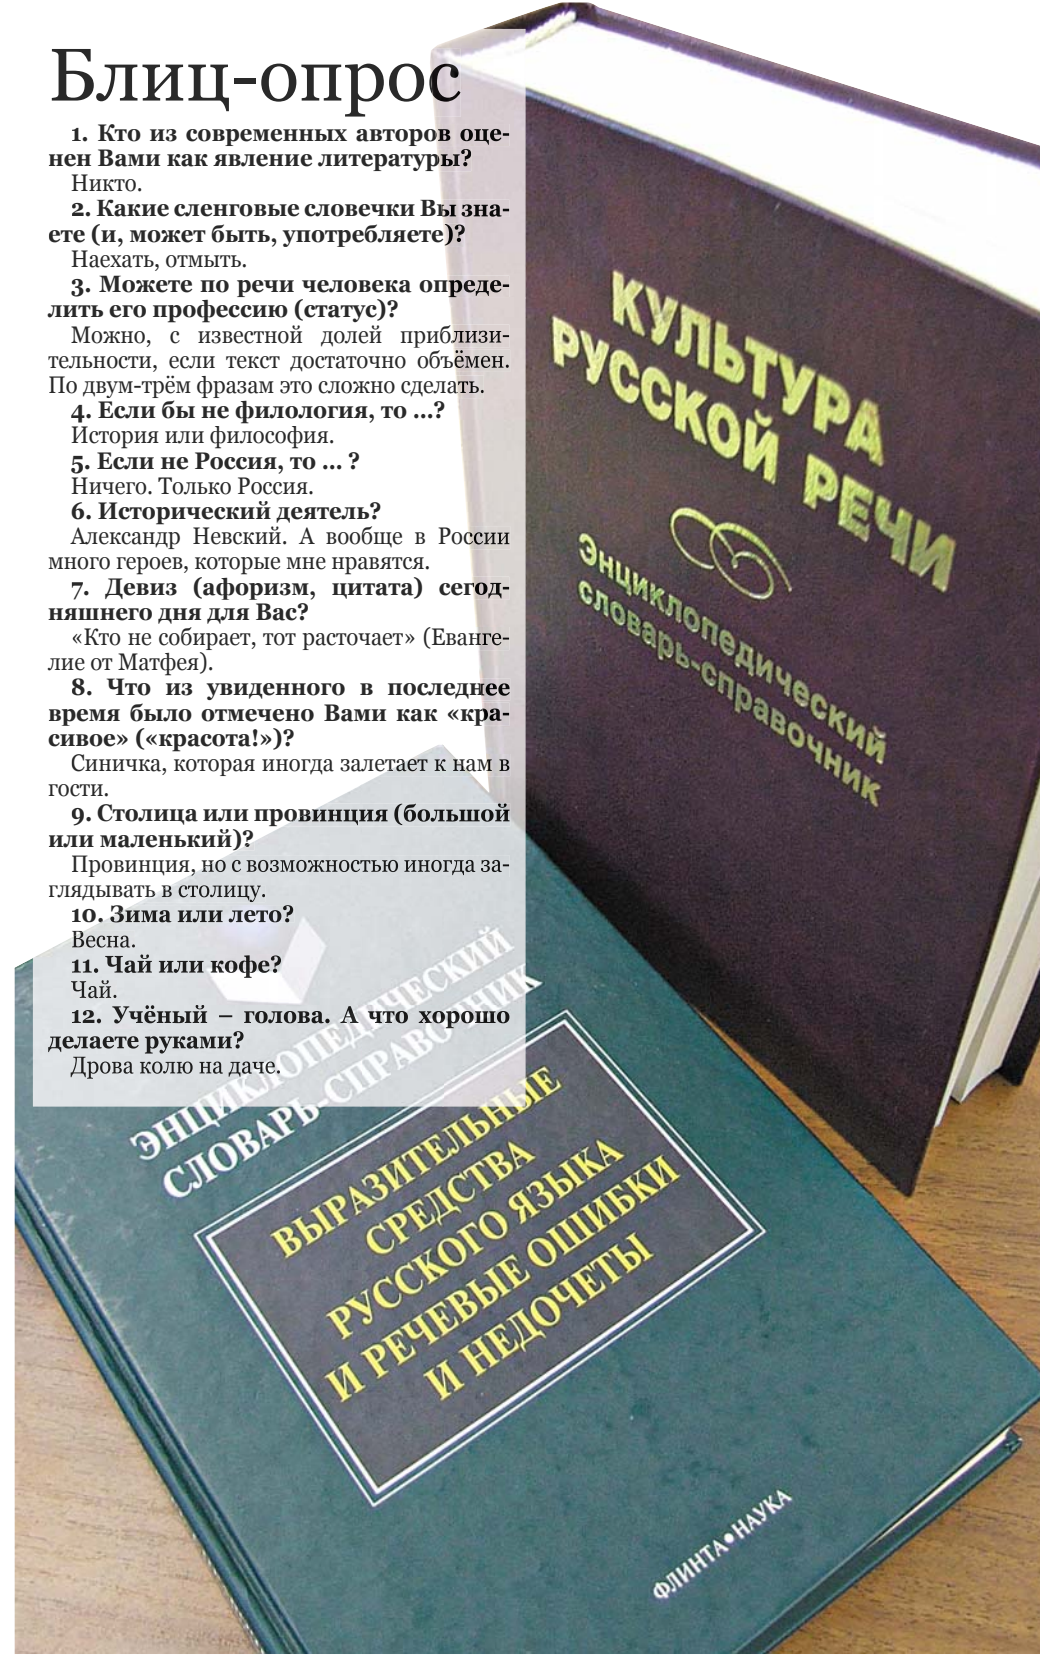 Блиц-опрос
1. Кто из современных авторов оце-
нен Вами как явление литературы?
Никто.
2. Какие сленговые словечки Вы зна-
ете (и, может быть, употребляете)?
Наехать, отмыть.
3. Можете по речи человека опреде-
лить его профессию (статус)?
Можно, с известной долей приблизи-
тельности, если текст достаточно объёмен.
По двум-трём фразам это сложно сделать.
4. Если бы не филология, то ...?
История или философия.
5. Если не Россия, то ... ?
Ничего. Только Россия.
6. Исторический деятель?
Александр Невский. А вообще в России
много героев, которые мне нравятся.
7. Девиз (афоризм, цитата) сегод-
няшнего дня для Вас?
«Кто не собирает, тот расточает» (Еванге-
лие от Матфея).
8. Что из увиденного в последнее
время было отмечено Вами как «кра-
сивое» («красота!»)?
Синичка, которая иногда залетает к нам в
гости.
9. Столица или провинция (большой
или маленький)?
Провинция, но с возможностью иногда за-
глядывать в столицу.
10. Зима или лето?
Весна.
11. Чай или кофе?
Чай.
12. Учёный – голова. А что хорошо
делаете руками?
Дрова колю на даче.
КУЛЬТУРА
РУССКОЙ РЕЧИ
Энциклопедический
словарь-справочник
ЭНЦИКЛОПЕДИЧЕСКИЙ
СЛОВАРЬ-СПРАВОЧНИК
ВЫРАЗИТЕЛЬНЫЕ
СРЕДСТВА
РУССКОГО ЯЗЫКА
И РЕЧЕВЫЕ ОШИБКИ
И НЕДОЧЕТЫ
ФЛИНТА•НАУКА